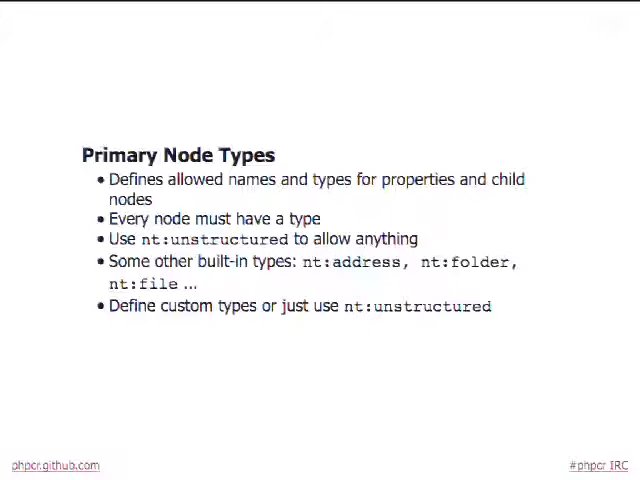 Primary Node Types
• Defines allowed names and types for properties and child
nodes
• Every node must have a type
• Use nt:unstructured to allow anything
• Some other built-in types: nt:address, nt:folder,
nt:file ...
• Define custom types or just use nt:unstructured
phpcr.github.com
#phpcr IRC